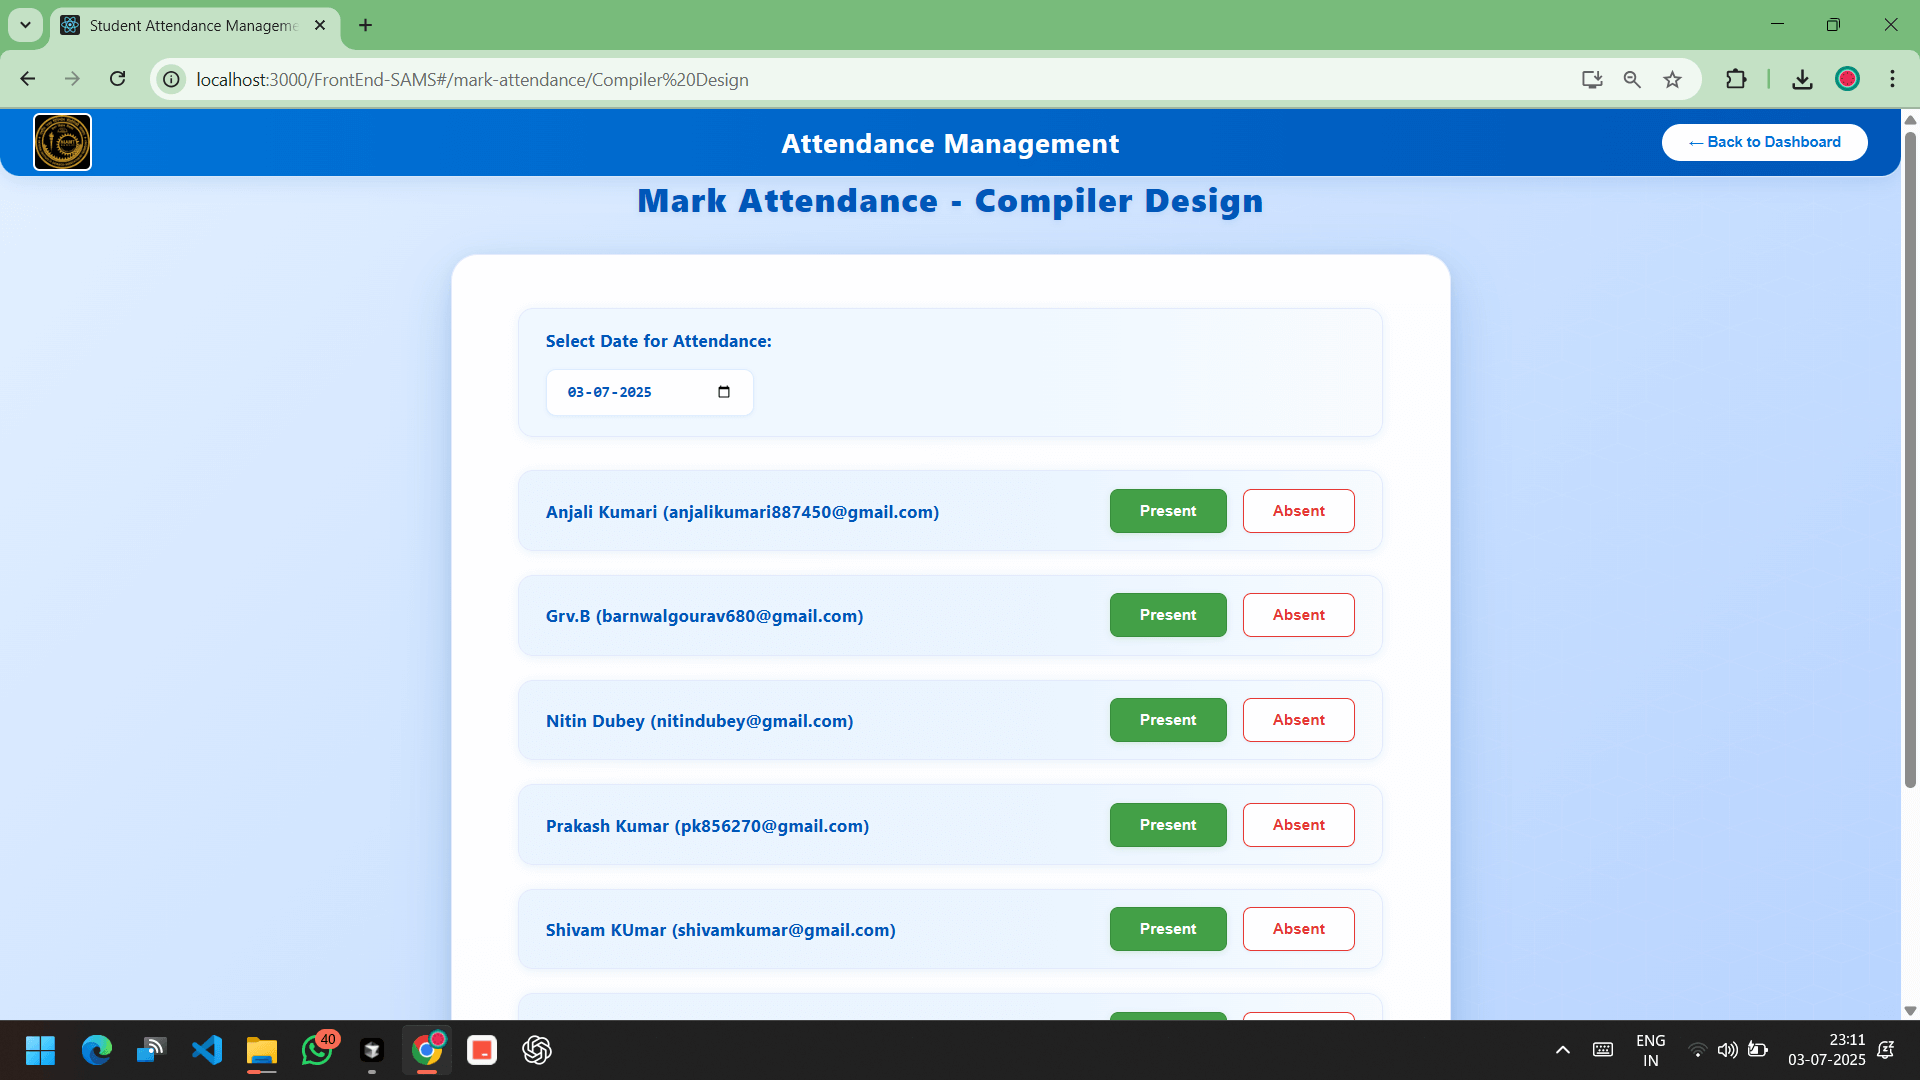 Student Attendance Manageme
localhost:3000/FrontEnd-SAMS#/mark-attendance/Compiler%20Design
Attendance Management
← Back to Dashboard
Mark Attendance - Compiler Design
Select Date for Attendance:
03-07-2025
Anjali Kumari (anjalikumari887450@gmail.com)
Present
Absent
Grv.B (barnwalgourav680@gmail.com)
Present
Absent
Nitin Dubey (nitindubey@gmail.com)
Present
Absent
Prakash Kumar (pk856270@gmail.com)
Present
Absent
Shivam KUmar (shivamkumar@gmail.com)
Present
Absent
40
ENG
IN
23:11
03-07-2025